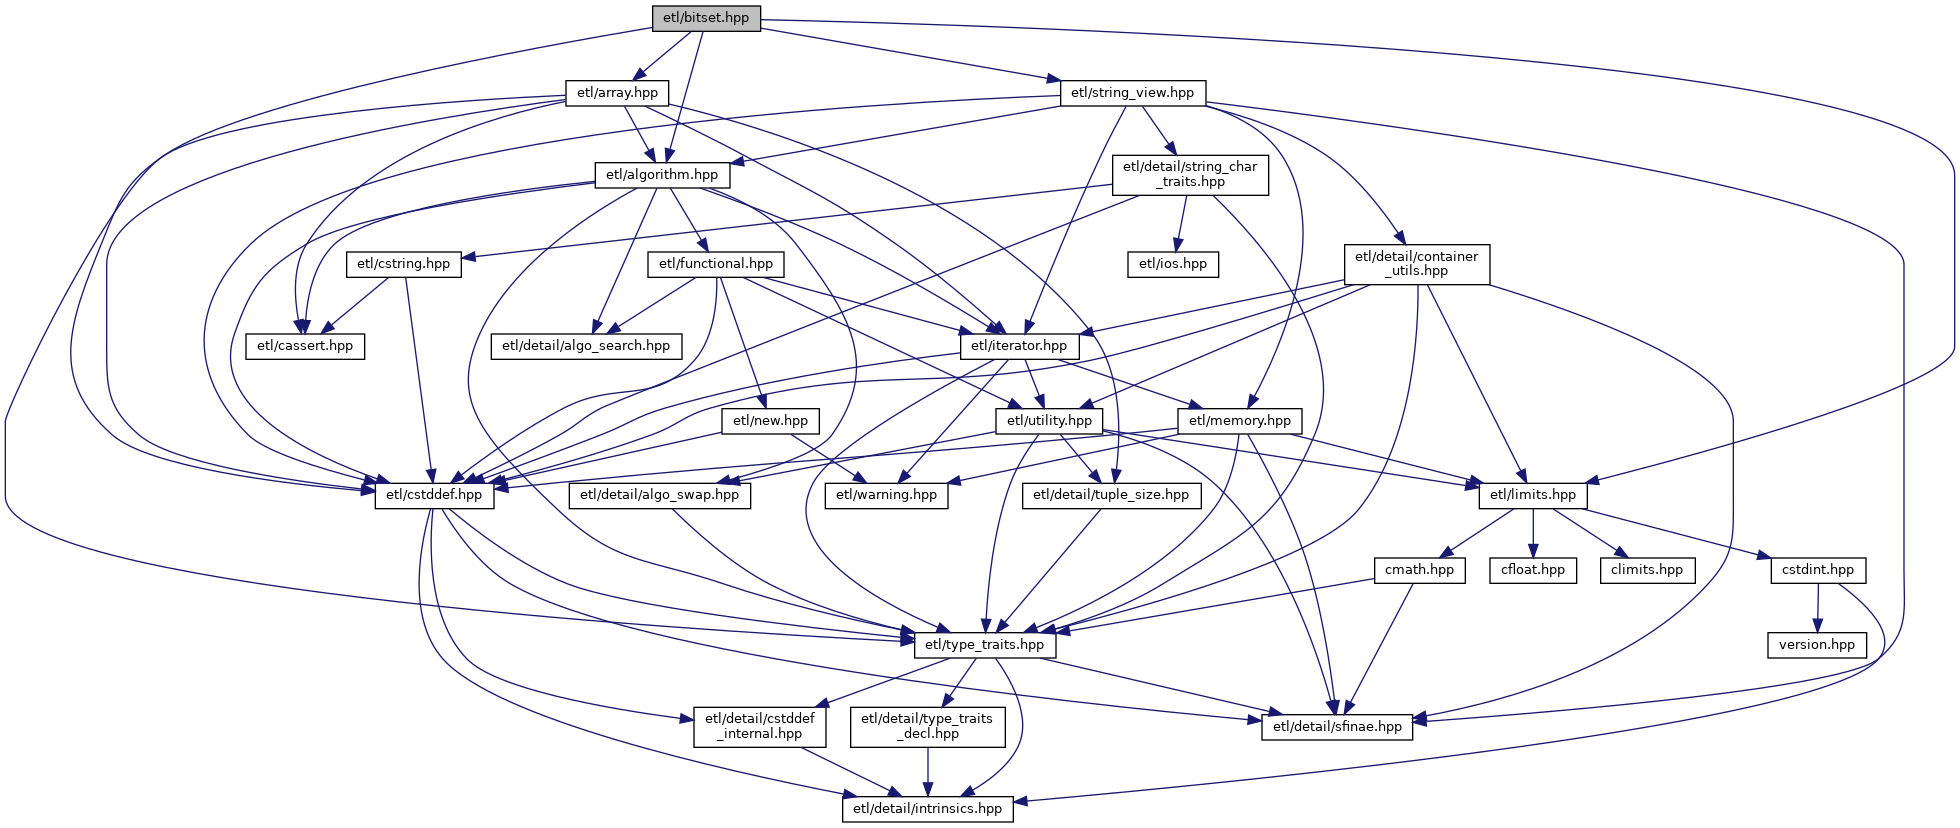 etl/bitset.hpp
etl/array.hpp
etl/string_view.hpp
etl/algorithm.hpp
etl/detail/string_char
_traits.hpp
etl/cstring.hpp
etl/functional.hpp
etl/ios.hpp
etl/detail/container
_utils.hpp
etl/cassert.hpp
etl/detail/algo_search.hpp
etl/iterator.hpp
etl/new.hpp
etl/utility.hpp
etl/memory.hpp
etl/cstddef.hpp
etl/detail/algo_swap.hpp
etl/warning.hpp
etl/detail/tuple_size.hpp
etl/limits.hpp
cmath.hpp
cfloat.hpp
climits.hpp
cstdint.hpp
etl/type_traits.hpp
version.hpp
etl/detail/cstddef
_internal.hpp
etl/detail/type_traits
_decl.hpp
etl/detail/sfinae.hpp
etl/detail/intrinsics.hpp